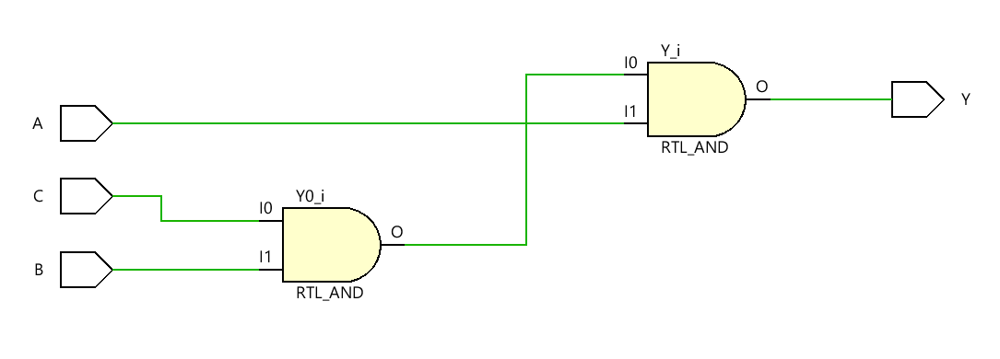 Y_i
I0
O
Y
A
I1
RTL_AND
C
Y0_i
I0
O
B
I1
RTL_AND